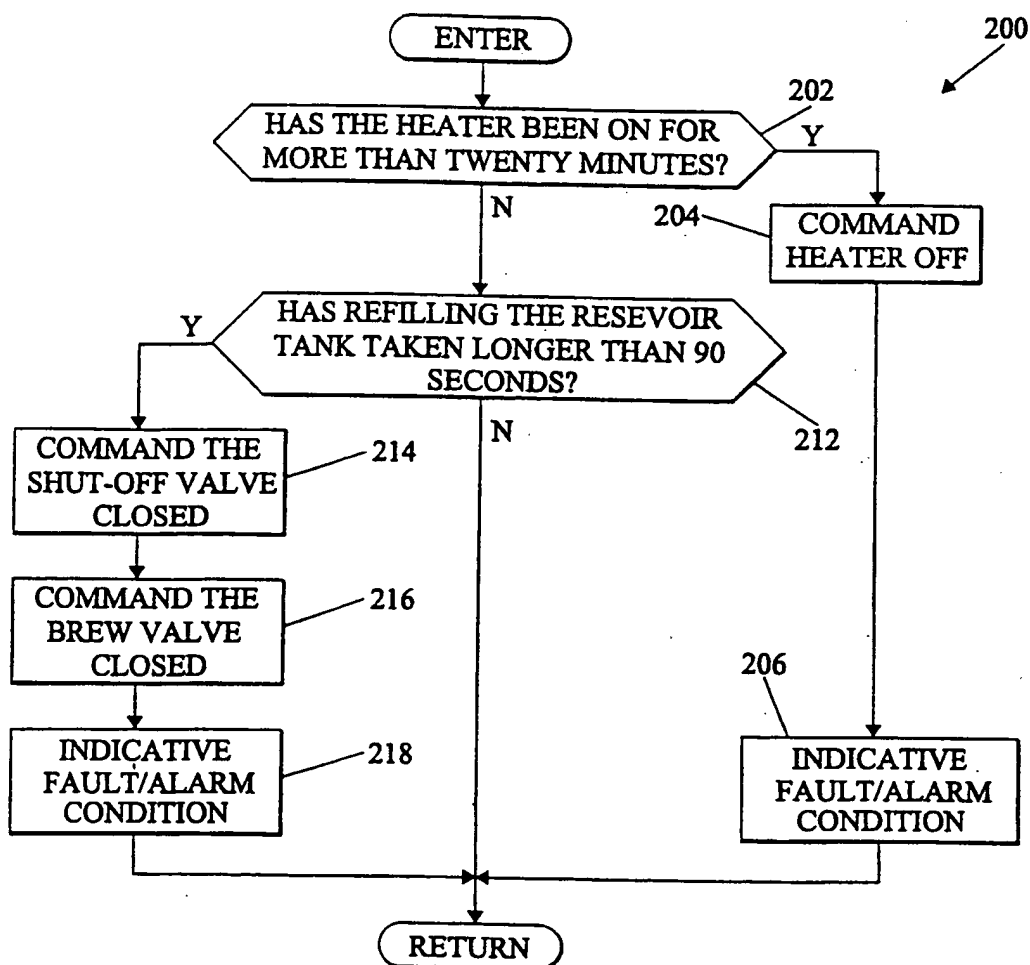 ENTER
200
202
HAS THE HEATER BEEN ON FOR
MORE THAN TWENTY MINUTES?
Y
N
204
COMMAND
HEATER OFF
Y
HAS REFILLING THE RESEVOIR
TANK TAKEN LONGER THAN 90
SECONDS?
212
N
COMMAND THE
SHUT-OFF VALVE
CLOSED
214
COMMAND THE
BREW VALVE
CLOSED
216
206
INDICATIVE
FAULT/ALARM
CONDITION
218
INDICATIVE
FAULT/ALARM
CONDITION
RETURN